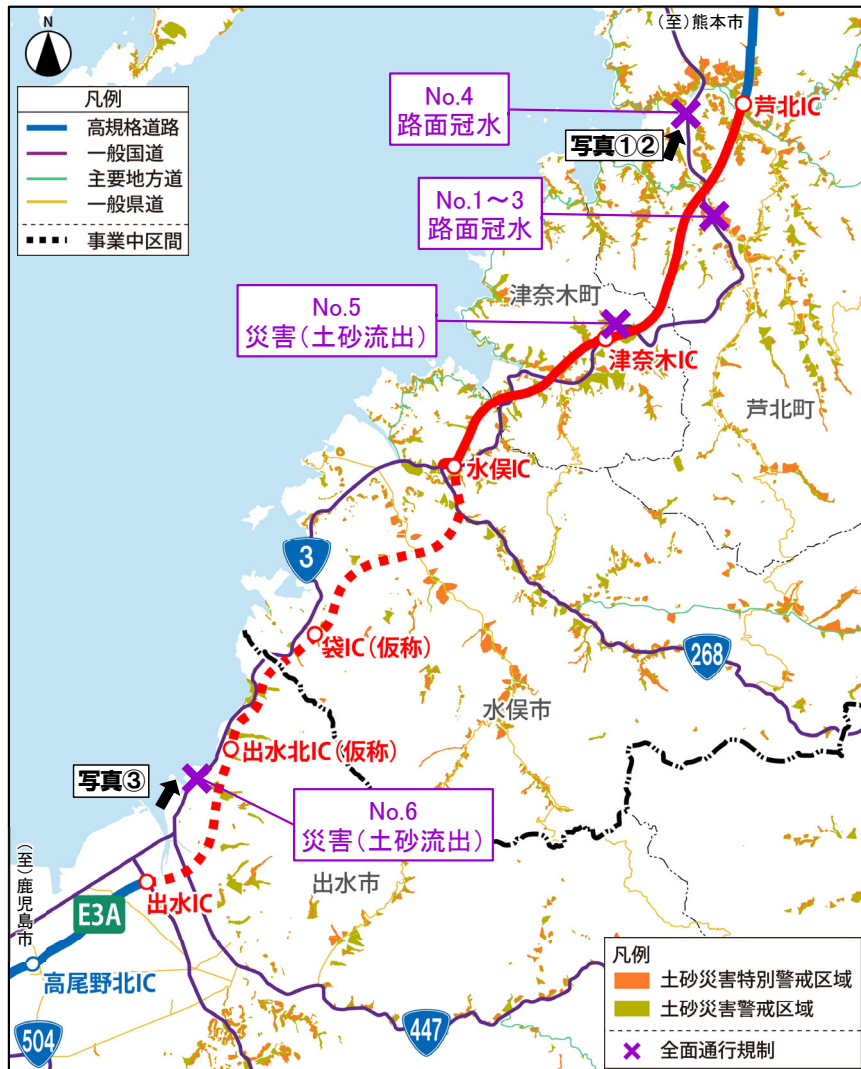 N
凡例
高規格道路
一般国道
主要地方道
一般県道
事業中区間
(至)熊本市
No.4
路面冠水
芦北IC
写真①②
No.1～3
路面冠水
津奈木町
No.5
災害(土砂流出)
津奈木IC
芦北町
水俣IC
3
袋IC(仮称)
268
水俣市
出水北IC(仮称)
写真③
No.6
災害(土砂流出)
(至)鹿児島市
出水市
出水IC
E3A
高尾野北IC
504
447
凡例
土砂災害特別警戒区域
土砂災害警戒区域
全面通行規制